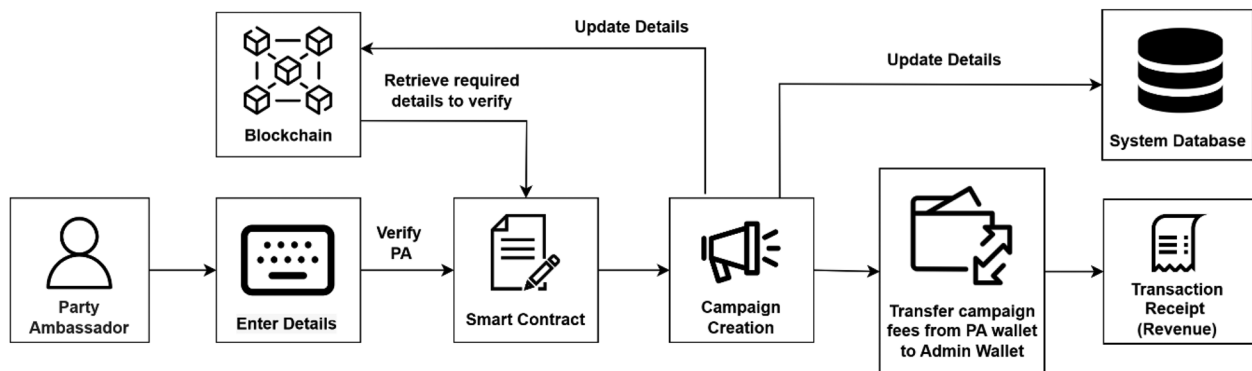 Update Details
Update Details
Retrieve required
details to verify
Blockchain
System Database
Verify
PA
Party
Ambassador
Enter Details
Smart Contract
Campaign
Creation
Transfer campaign
fees from PA wallet
to Admin Wallet
Transaction
Receipt
(Revenue)